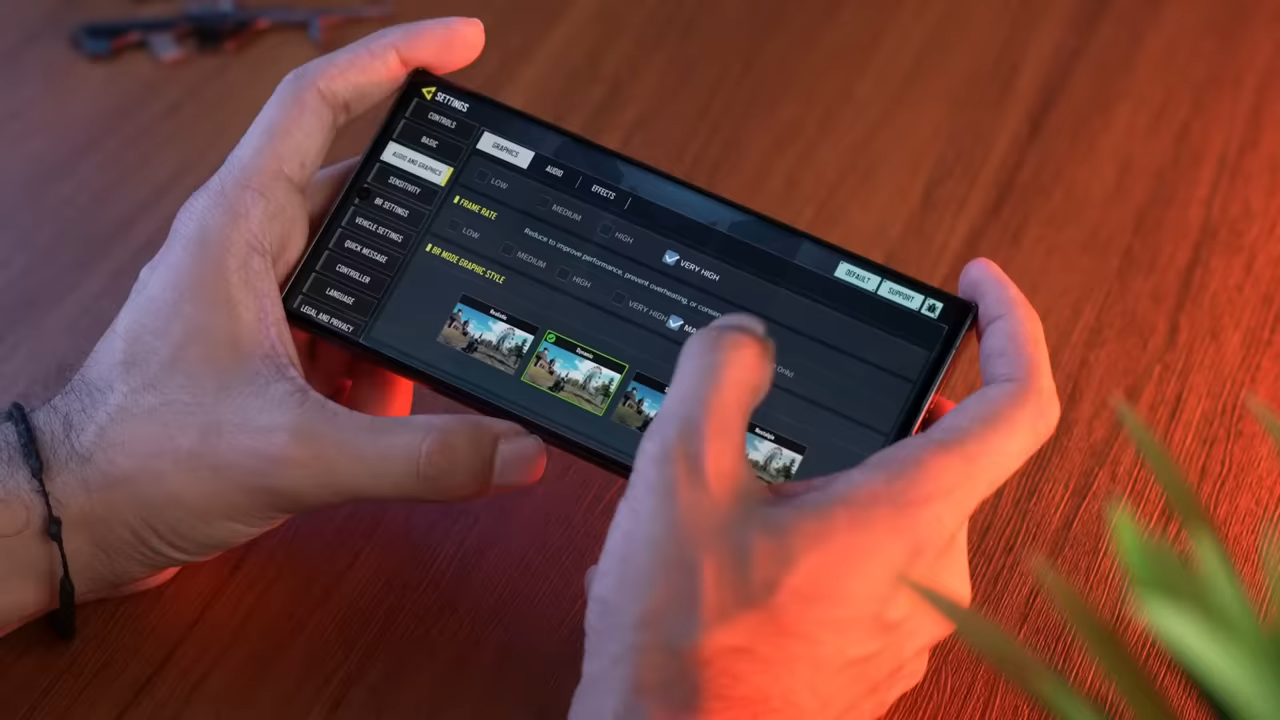 SETTINGS
CONTROLS
BASIC
AUDIO AND GRAPHICS
SENSITIVITY
BR SETTINGS
VEHICLE SETTINGS
QUICK MESSAGE
CONTROLLER
LANGUAGE
LEGAL AND PRIVACY
GRAPHICS
AUDIO
EFFECTS
DEFAULT
SUPPORT
LOW
MEDIUM
HIGH
VERY HIGH
FRAME RATE
Reduce to improve performance, prevent overheating, or
LOW
MEDIUM
HIGH
VERY HIGH
BR MODE GRAPHIC STYLE
Realistic
Dynamic
Nostalgia